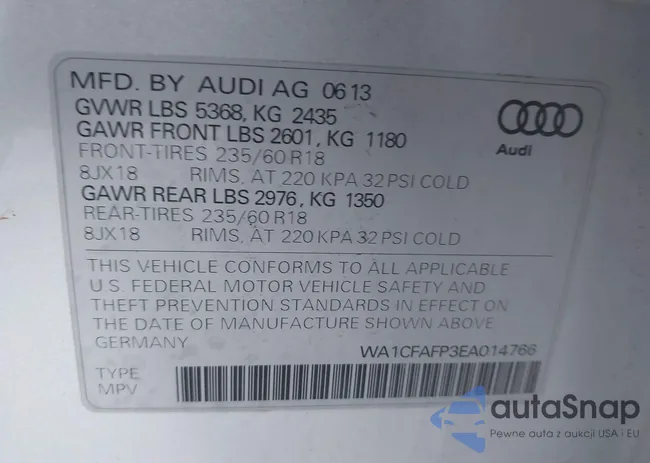 MFD. BY AUDI AG 0613
GVWR LBS 5368, KG 2435
GAWR FRONT LBS 2601, KG 1180
FRONT-TIRES 235/60 R18
8JX18 RIMS, AT 220 KPA 32 PSI COLD
GAWR REAR LBS 2976, KG 1350
REAR-TIRES 235/60 R18
8JX18 RIMS, AT 220 KPA 32 PSI COLD
Audi
THIS VEHICLE CONFORMS TO ALL APPLICABLE
U.S. FEDERAL MOTOR VEHICLE SAFETY AND
THEFT PREVENTION STANDARDS IN EFFECT ON
THE DATE OF MANUFACTURE SHOWN ABOVE
GERMANY
WA1CFAFP3EA014766
TYPE
MPV
autaSnap
Pewne auta z aukcji USA i EU